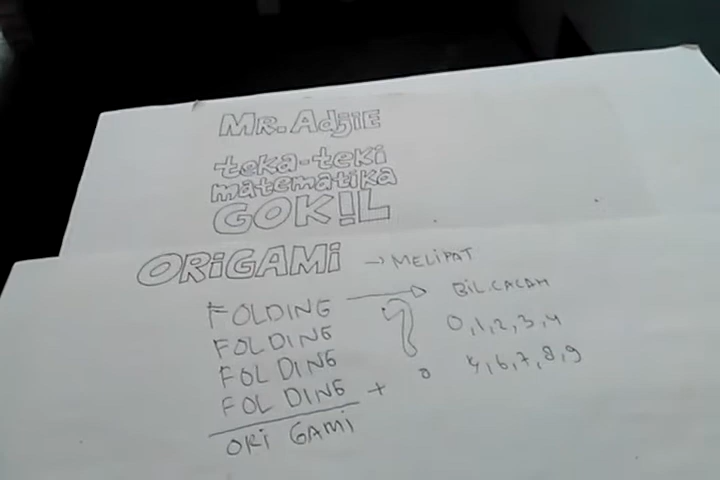 MR. AdjiE
teka-teki
matematika
GOK!L
ORiGAMi → MELiPAT
FOLDING → BiL. CACAH
FOLDING 0,1,2,3,4
FOLDING 5,6,7,8,9
FOLDING +
ORi GAMi